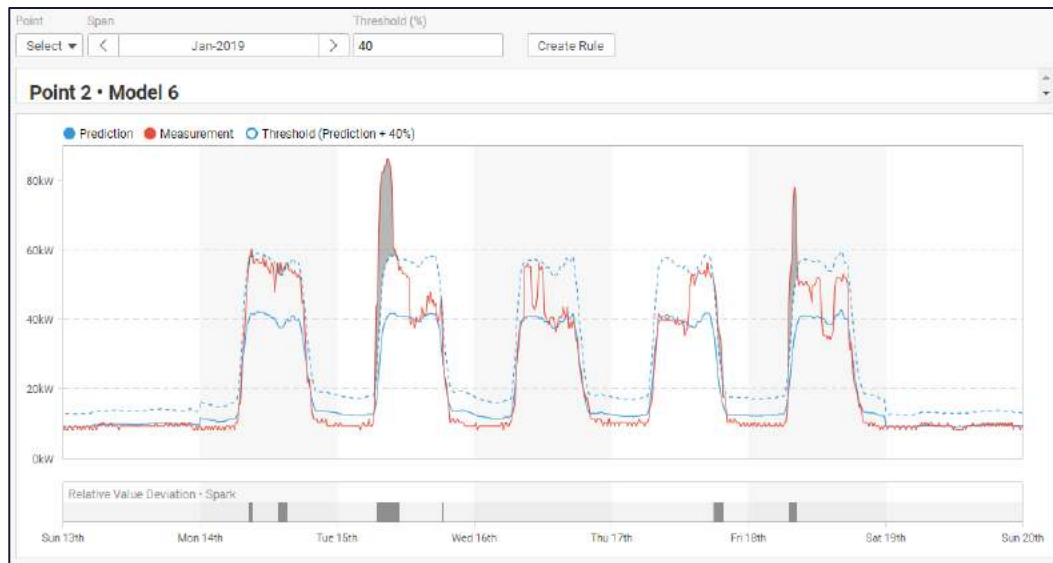 Point Span Threshold (%)
Select Jan-2019 40 Create Rule
Point 2 • Model 6
Prediction Measurement Threshold (Prediction + 40%)
80kW
60kW
40kW
20kW
0kW
Relative Value Deviation - Spark
Sun 13th Mon 14th Tue 15th Wed 16th Thu 17th Fri 18th Sat 19th Sun 20th